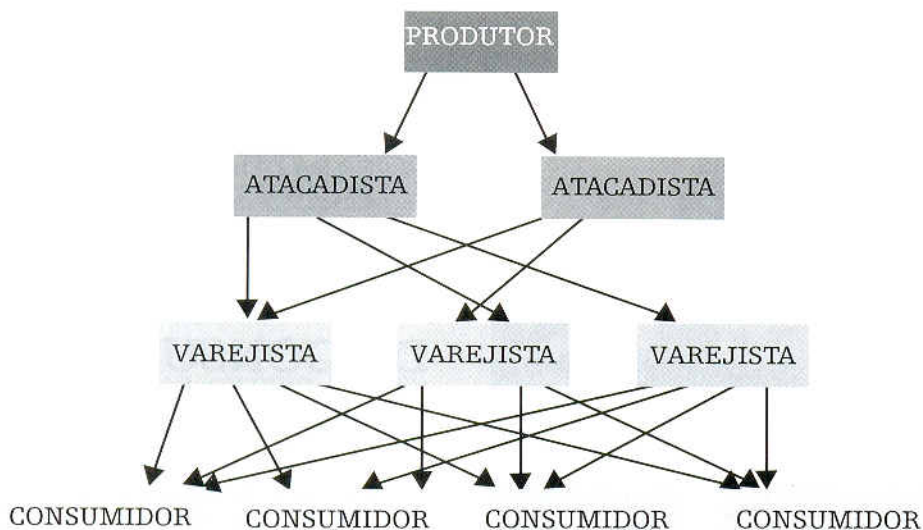 PRODUTOR
ATACADISTA ATACADISTA
VAREJISTA VAREJISTA VAREJISTA
CONSUMIDOR CONSUMIDOR CONSUMIDOR CONSUMIDOR